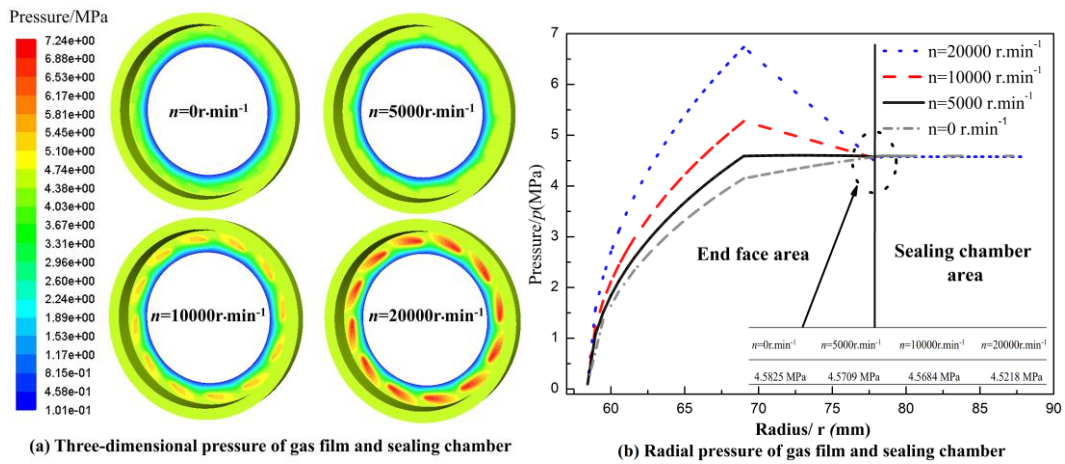 Pressure/MPa
7.24e+00
6.88e+00
6.53e+00
6.17e+00
5.81e+00
5.45e+00
5.10e+00
4.74e+00
4.38e+00
4.02e+00
3.67e+00
3.31e+00
2.96e+00
2.60e+00
2.24e+00
1.88e+00
1.53e+00
1.17e+00
8.15e-01
4.58e-01
1.01e-01
n=0r·min⁻¹
n=5000r·min⁻¹
n=10000r·min⁻¹
n=20000r·min⁻¹
(a) Three-dimensional pressure of gas film and sealing chamber
Pressure/p(MPa)
7
6
5
4
3
2
1
0
n=20000 r.min⁻¹
n=10000 r.min⁻¹
n=5000 r.min⁻¹
n=0 r.min⁻¹
End face area
Sealing chamber
area
n=0r.min⁻¹ n=5000r.min⁻¹ n=10000r.min⁻¹ n=20000r.min⁻¹
4.5825 MPa 4.5709 MPa 4.5684 MPa 4.5218 MPa
60 65 70 75 80 85 90
Radius/ r (mm)
(b) Radial pressure of gas film and sealing chamber